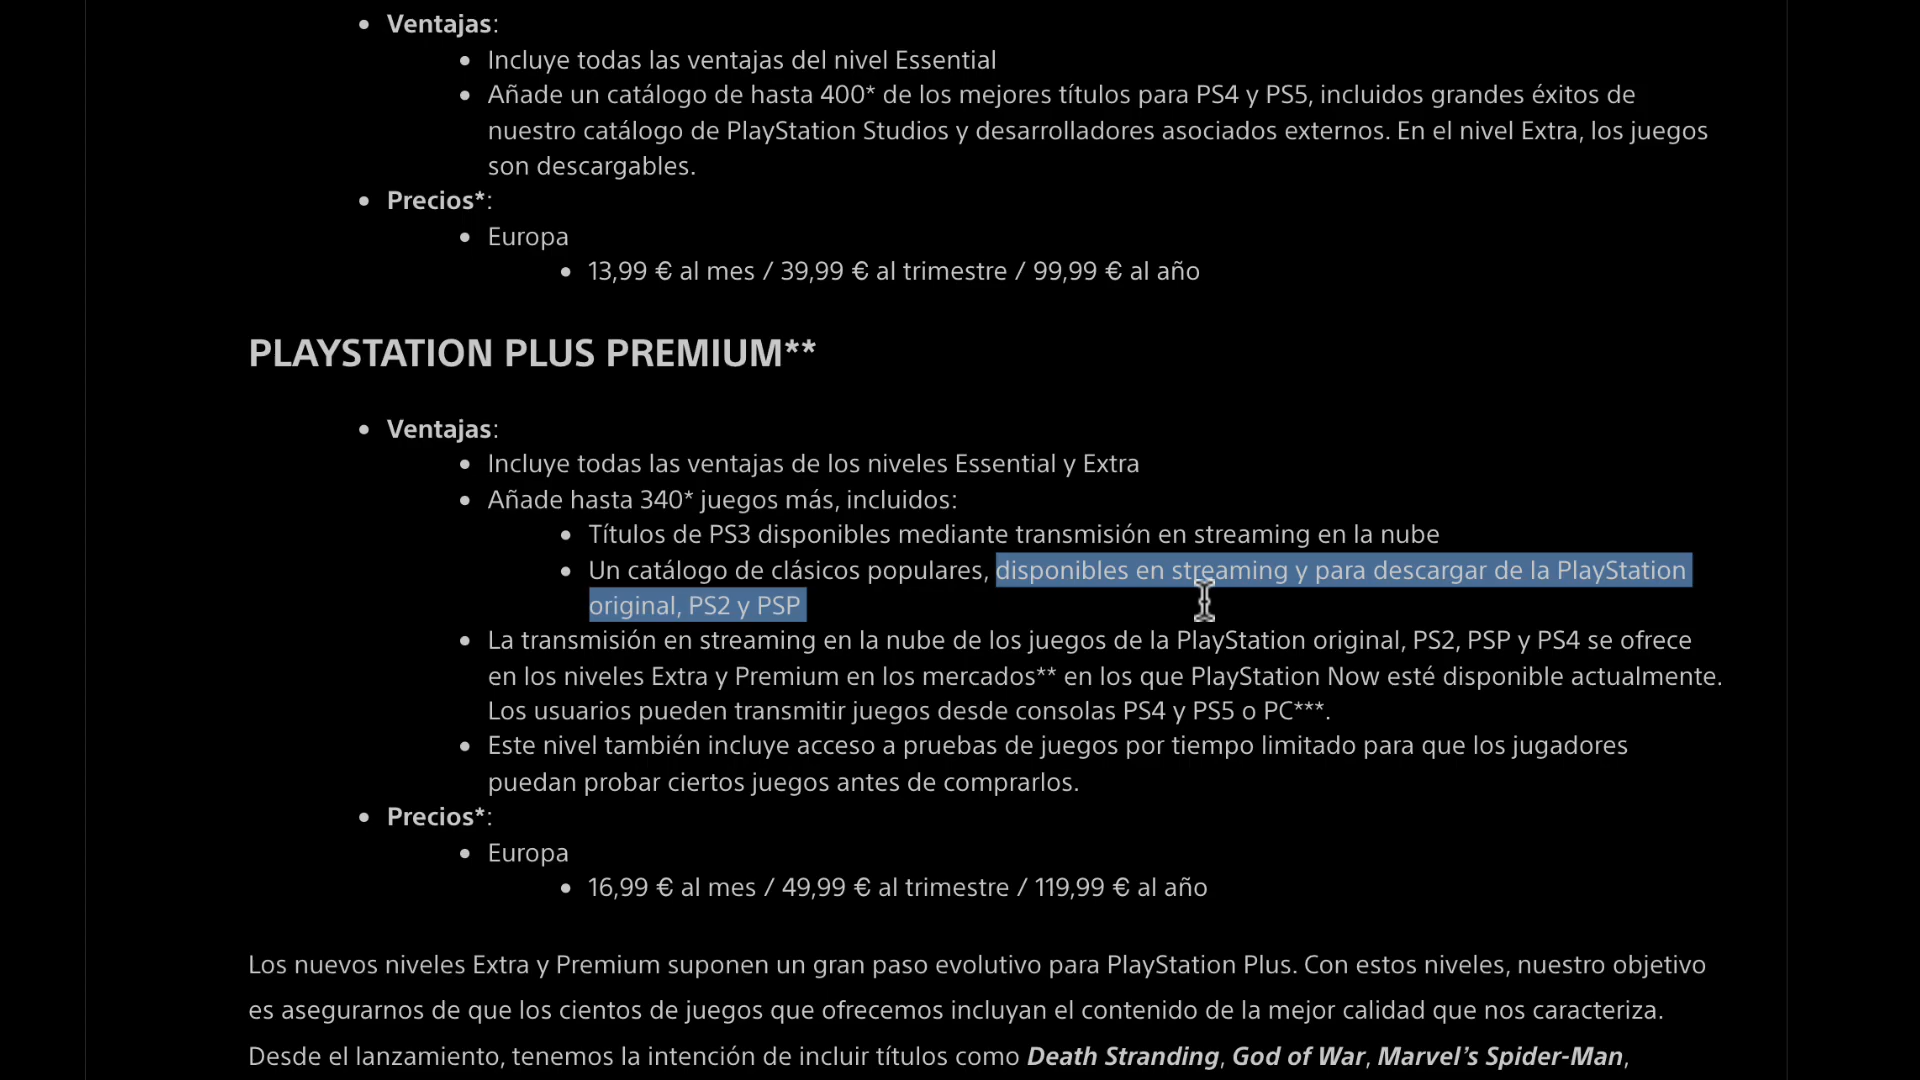 Ventajas:
Incluye todas las ventajas del nivel Essential
Añade un catálogo de hasta 400* de los mejores títulos para PS4 y PS5, incluidos grandes éxitos de
nuestro catálogo de PlayStation Studios y desarrolladores asociados externos. En el nivel Extra, los juegos
son descargables.
Precios*:
Europa
13,99 € al mes / 39,99 € al trimestre / 99,99 € al año
PLAYSTATION PLUS PREMIUM**
Ventajas:
Incluye todas las ventajas de los niveles Essential y Extra
Añade hasta 340* juegos más, incluidos:
Títulos de PS3 disponibles mediante transmisión en streaming en la nube
Un catálogo de clásicos populares, disponibles en streaming y para descargar de la PlayStation
original, PS2 y PSP
La transmisión en streaming en la nube de los juegos de la PlayStation original, PS2, PSP y PS4 se ofrece
en los niveles Extra y Premium en los mercados** en los que PlayStation Now esté disponible actualmente.
Los usuarios pueden transmitir juegos desde consolas PS4 y PS5 o PC***.
Este nivel también incluye acceso a pruebas de juegos por tiempo limitado para que los jugadores
puedan probar ciertos juegos antes de comprarlos.
Precios*:
Europa
16,99 € al mes / 49,99 € al trimestre / 119,99 € al año
Los nuevos niveles Extra y Premium suponen un gran paso evolutivo para PlayStation Plus. Con estos niveles, nuestro objetivo
es asegurarnos de que los cientos de juegos que ofrecemos incluyan el contenido de la mejor calidad que nos caracteriza.
Desde el lanzamiento, tenemos la intención de incluir títulos como Death Stranding, God of War, Marvel's Spider-Man,